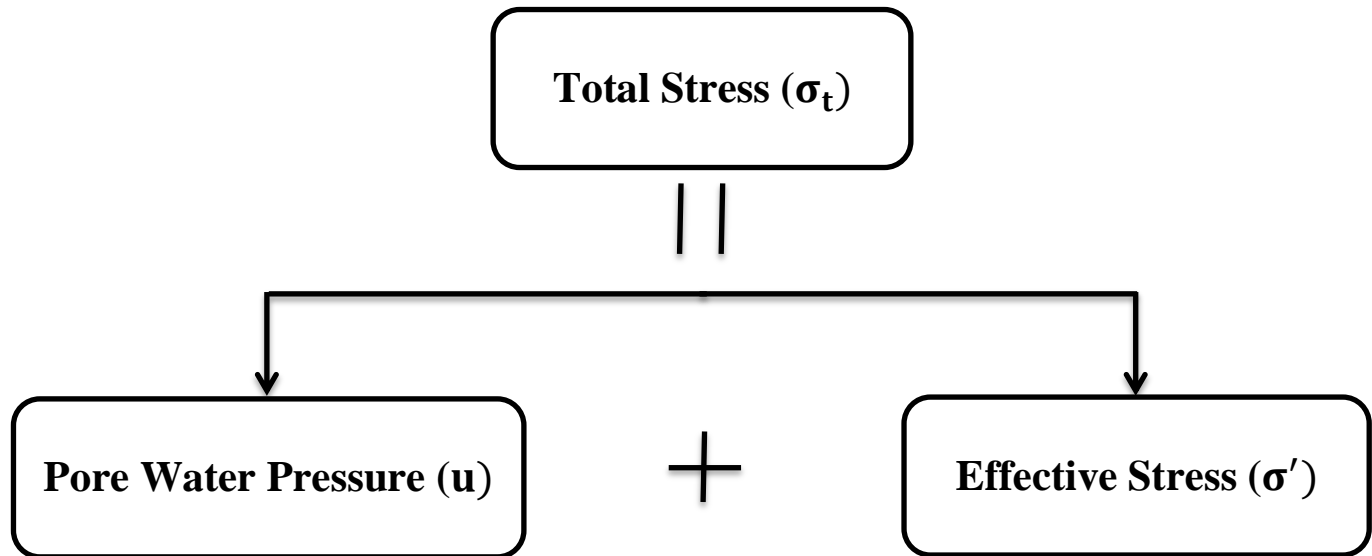 Total Stress (σₜ)
Pore Water Pressure (u)
+
Effective Stress (σ′)